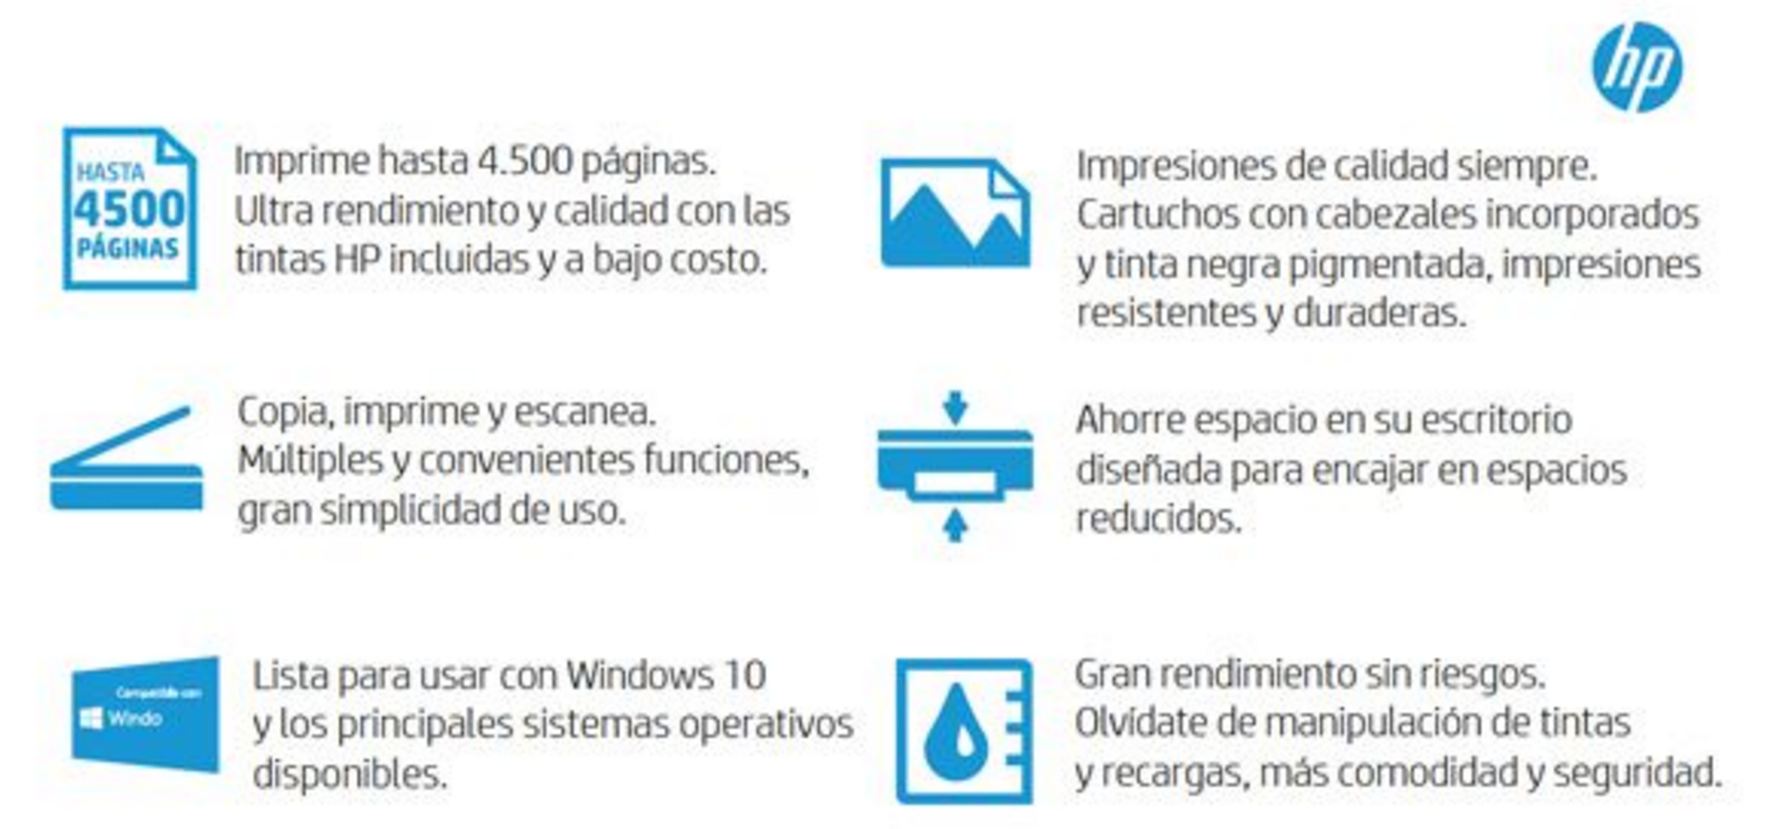 hp
HASTA
4500
PÁGINAS
Imprime hasta 4.500 páginas.
Ultra rendimiento y calidad con las
tintas HP incluidas y a bajo costo.
Impresiones de calidad siempre.
Cartuchos con cabezales incorporados
y tinta negra pigmentada, impresiones
resistentes y duraderas.
Copia, imprime y escanea.
Múltiples y convenientes funciones,
gran simplicidad de uso.
Ahorre espacio en su escritorio
diseñada para encajar en espacios
reducidos.
Compatible con
Windo
Lista para usar con Windows 10
y los principales sistemas operativos
disponibles.
Gran rendimiento sin riesgos.
Olvídate de manipulación de tintas
y recargas, más comodidad y seguridad.